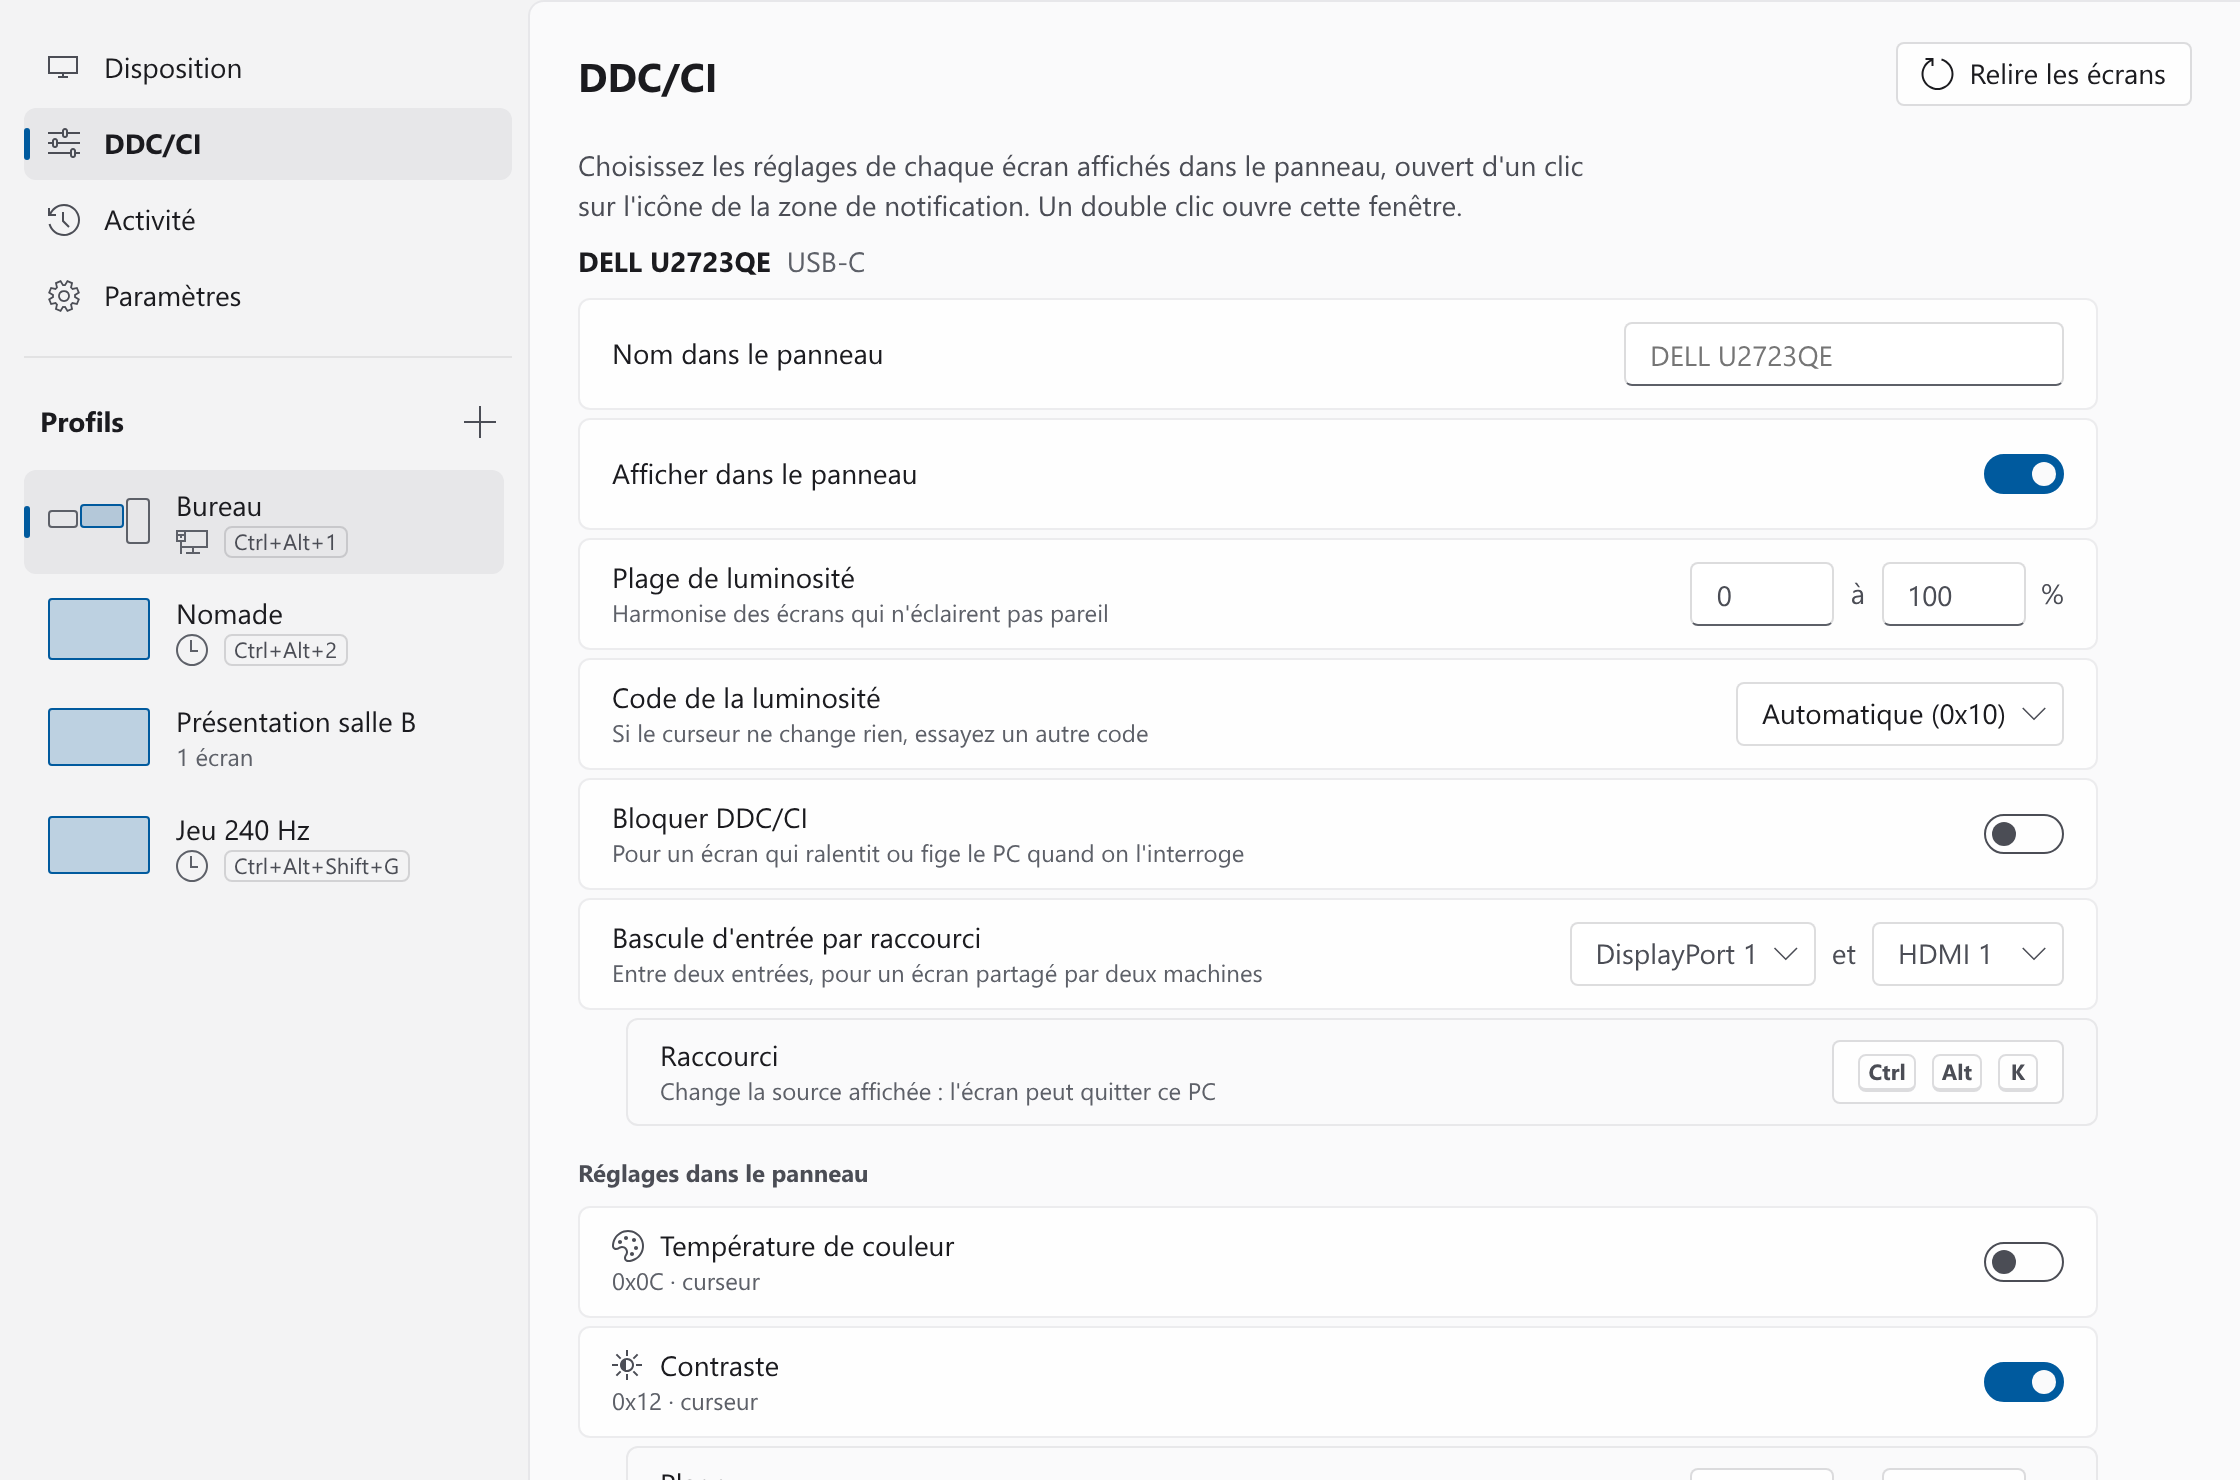 Disposition
DDC/CI
Activité
Paramètres
Profils
Bureau
Ctrl+Alt+1
Nomade
Ctrl+Alt+2
Présentation salle B
1 écran
Jeu 240 Hz
Ctrl+Alt+Shift+G
DDC/CI
Relire les écrans
Choisissez les réglages de chaque écran affichés dans le panneau, ouvert d'un clic
sur l'icône de la zone de notification. Un double clic ouvre cette fenêtre.
DELL U2723QE USB-C
Nom dans le panneau
DELL U2723QE
Afficher dans le panneau
Plage de luminosité
Harmonise des écrans qui n'éclairent pas pareil
0 à 100 %
Code de la luminosité
Si le curseur ne change rien, essayez un autre code
Automatique (0x10)
Bloquer DDC/CI
Pour un écran qui ralentit ou fige le PC quand on l'interroge
Bascule d'entrée par raccourci
Entre deux entrées, pour un écran partagé par deux machines
DisplayPort 1 et HDMI 1
Raccourci
Change la source affichée : l'écran peut quitter ce PC
Ctrl Alt K
Réglages dans le panneau
Température de couleur
0x0C · curseur
Contraste
0x12 · curseur